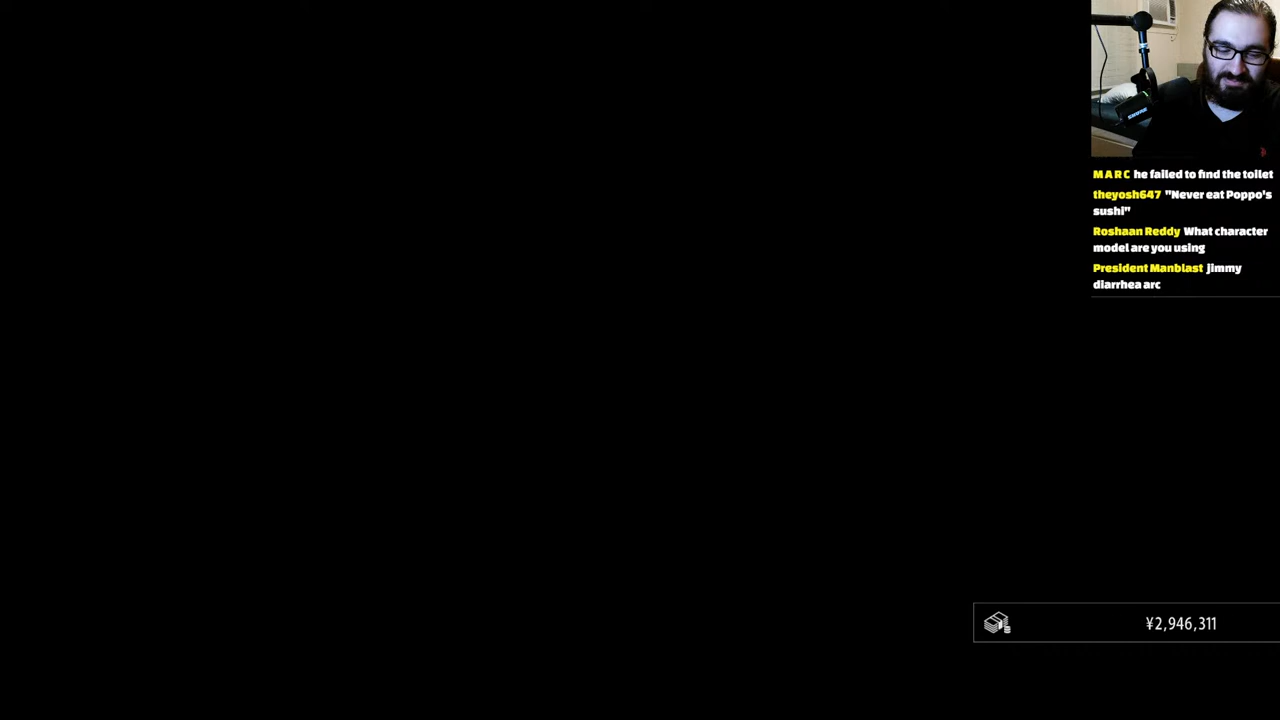 SHURE
M A R C he failed to find the toilet
theyosh647 "Never eat Poppo's
sushi"
Roshaan Reddy What character
model are you using
President Manblast jimmy
diarrhea arc
¥2,946,311